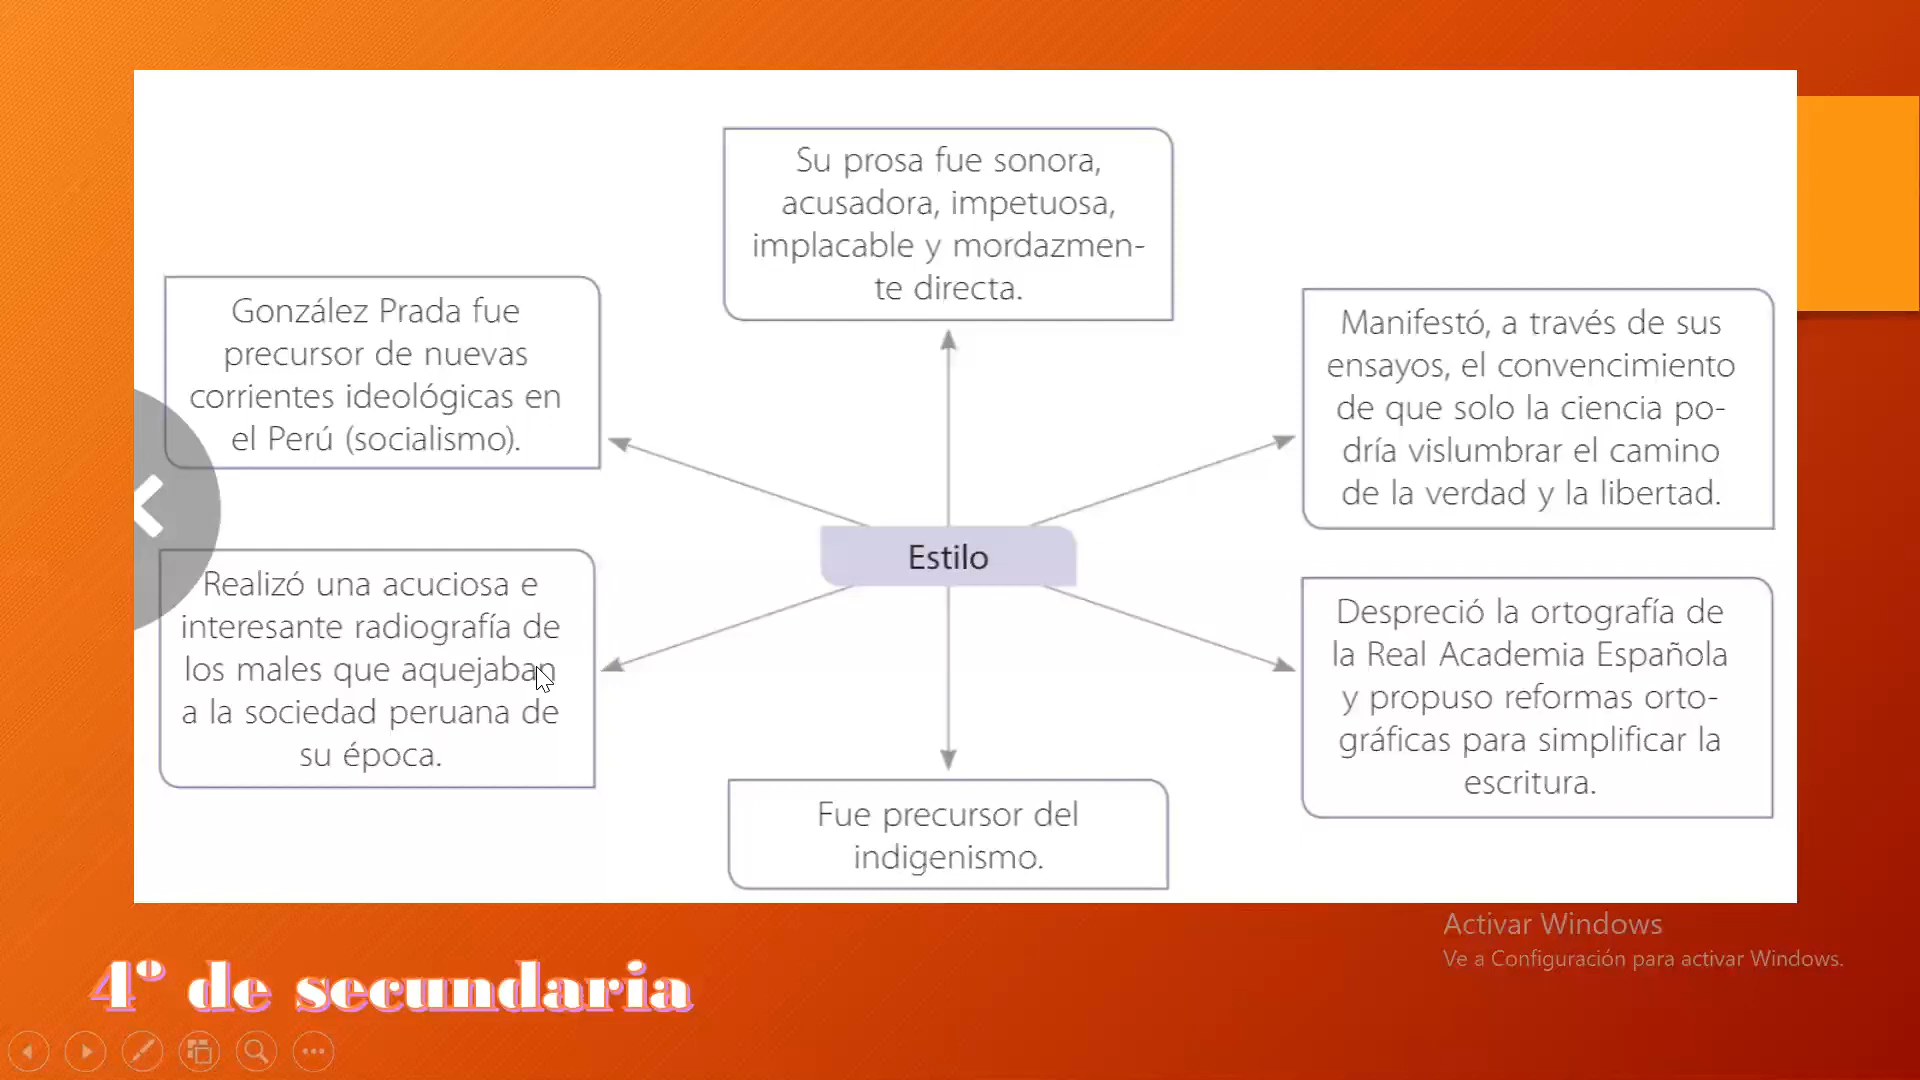 Su prosa fue sonora,
acusadora, impetuosa,
implacable y mordazmen-
te directa.
González Prada fue
precursor de nuevas
corrientes ideológicas en
el Perú (socialismo).
Manifestó, a través de sus
ensayos, el convencimiento
de que solo la ciencia po-
dría vislumbrar el camino
de la verdad y la libertad.
Estilo
Realizó una acuciosa e
interesante radiografía de
los males que aquejaban
a la sociedad peruana de
su época.
Despreció la ortografía de
la Real Academia Española
y propuso reformas orto-
gráficas para simplificar la
escritura.
Fue precursor del
indigenismo.
Activar Windows
Ve a Configuración para activar Windows.
4° de secundaria